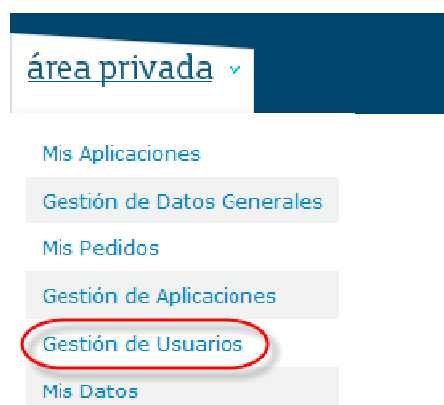 área privada
Mis Aplicaciones
Gestión de Datos Generales
Mis Pedidos
Gestión de Aplicaciones
Gestión de Usuarios
Mis Datos